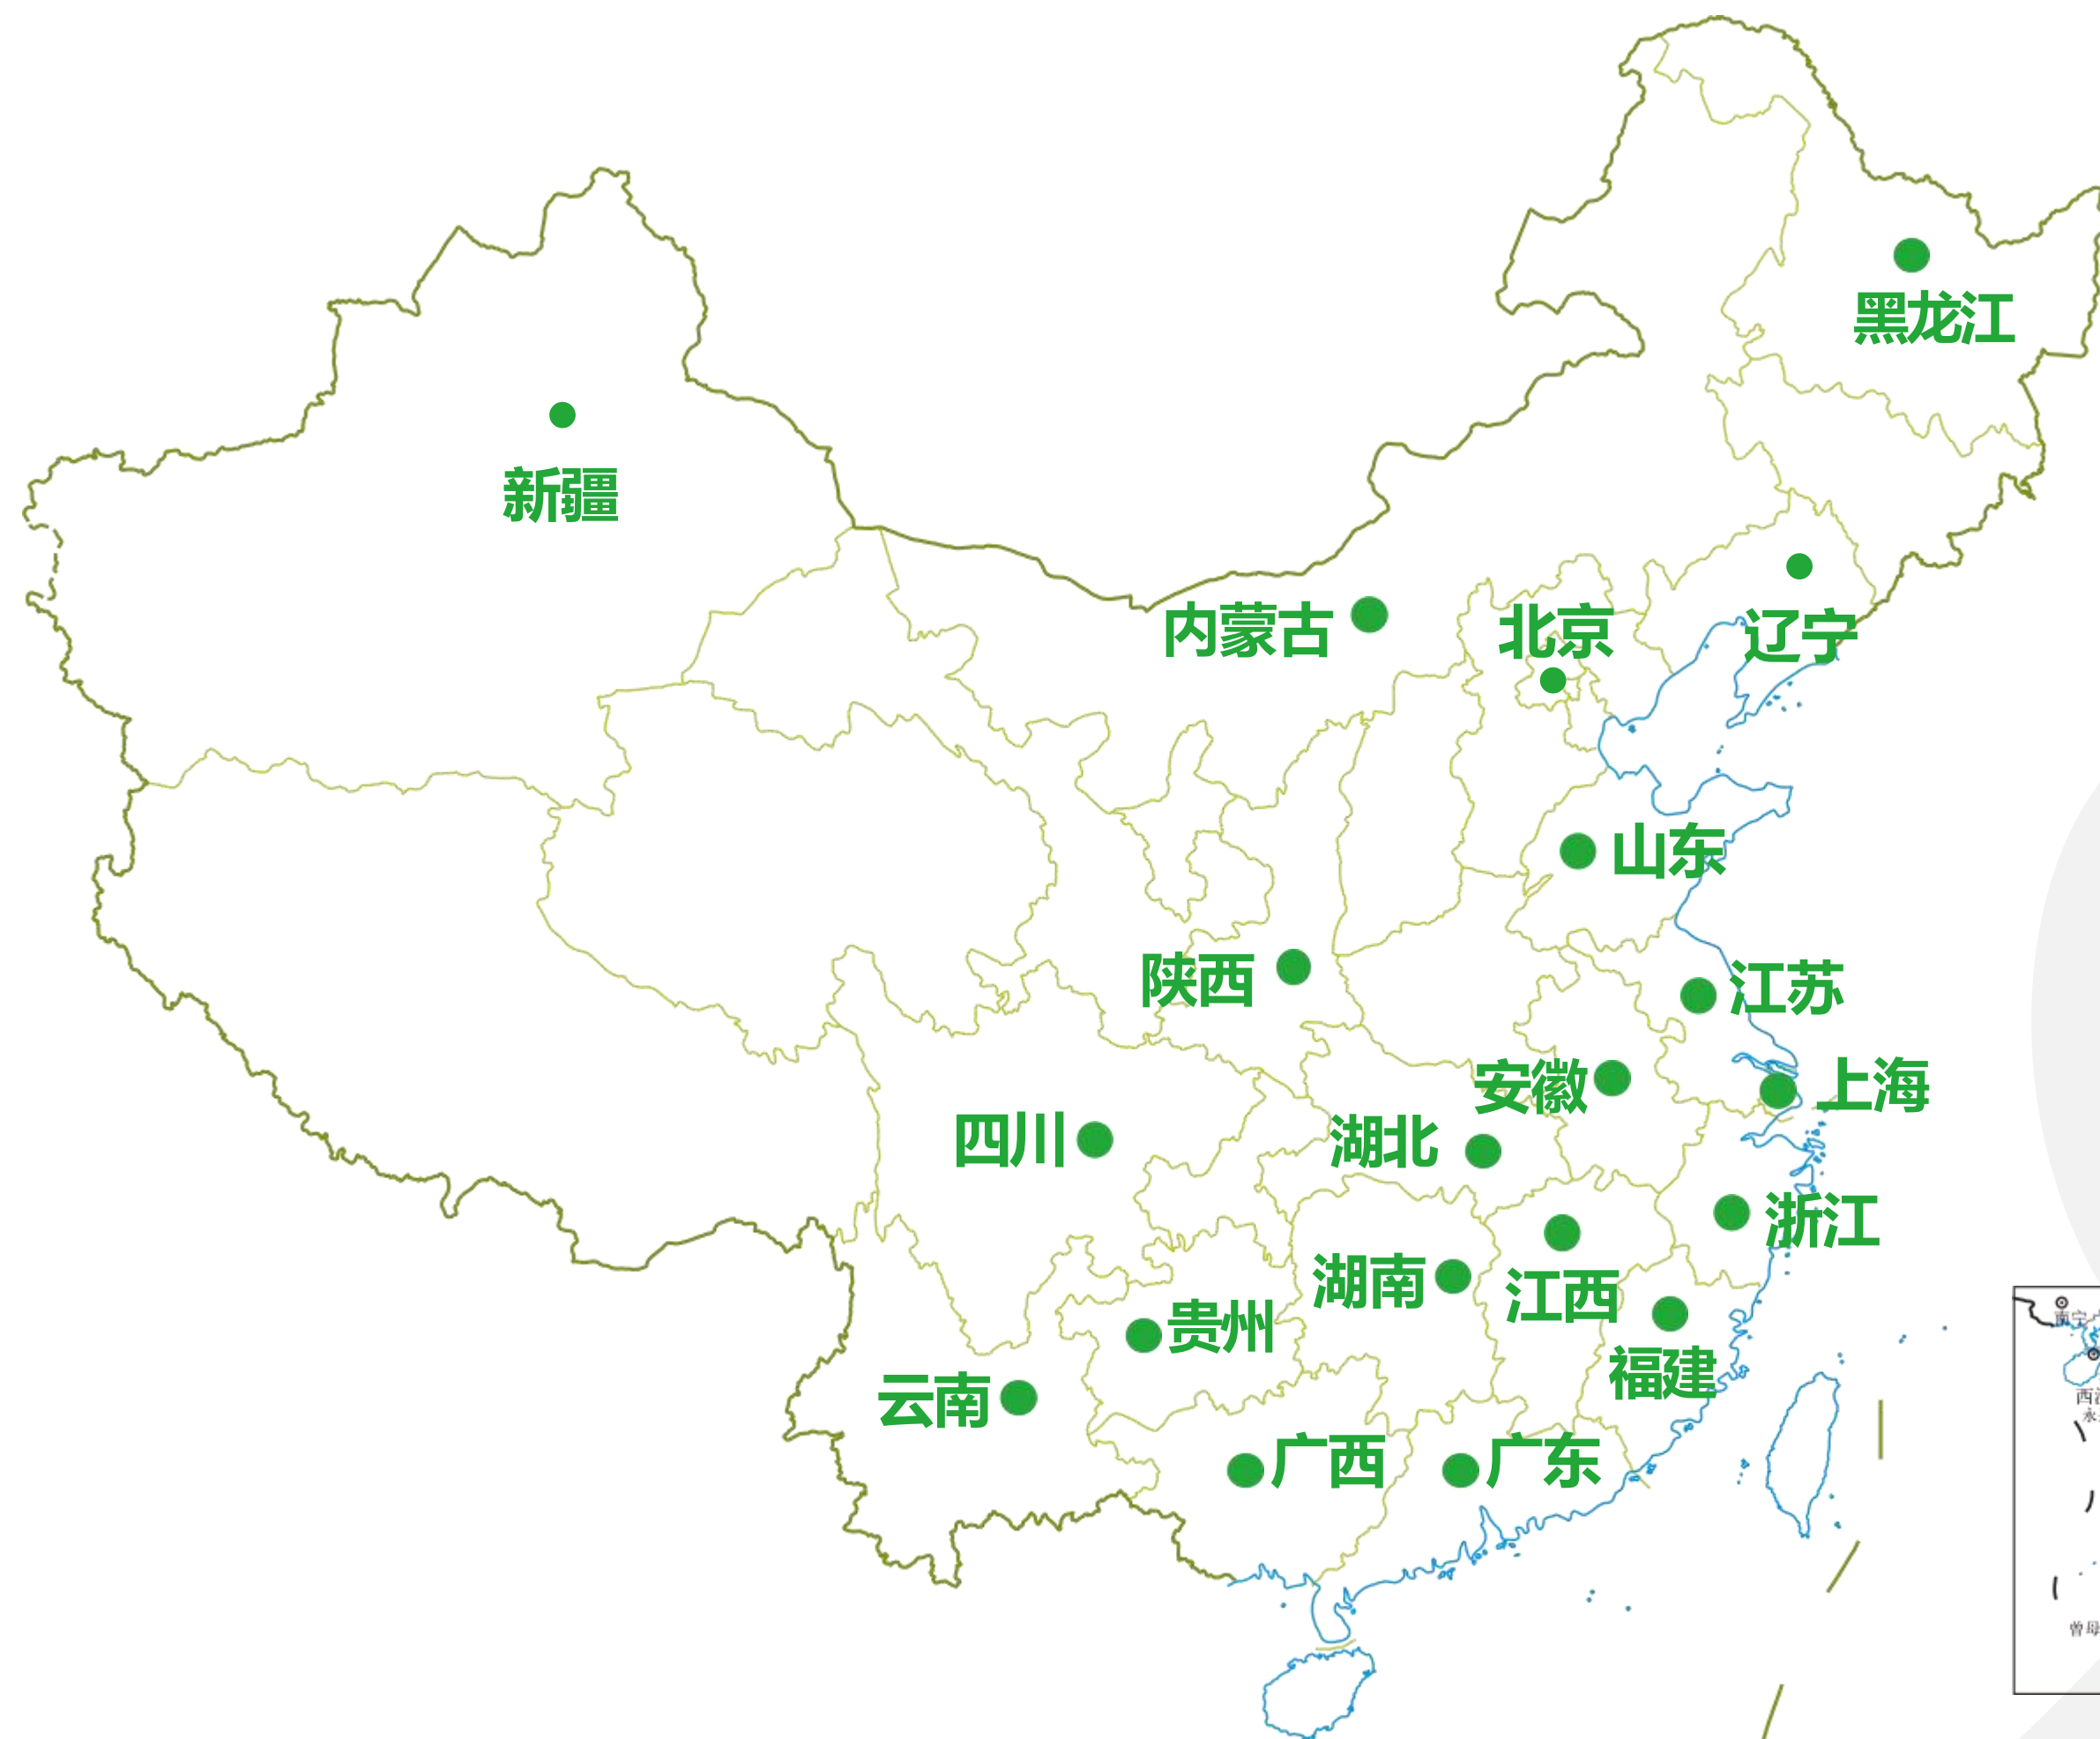 黑龙江
新疆
内蒙古
北京
辽宁
山东
陕西
江苏
安徽
上海
四川
湖北
浙江
湖南
江西
贵州
福建
云南
广西
广东
南宁